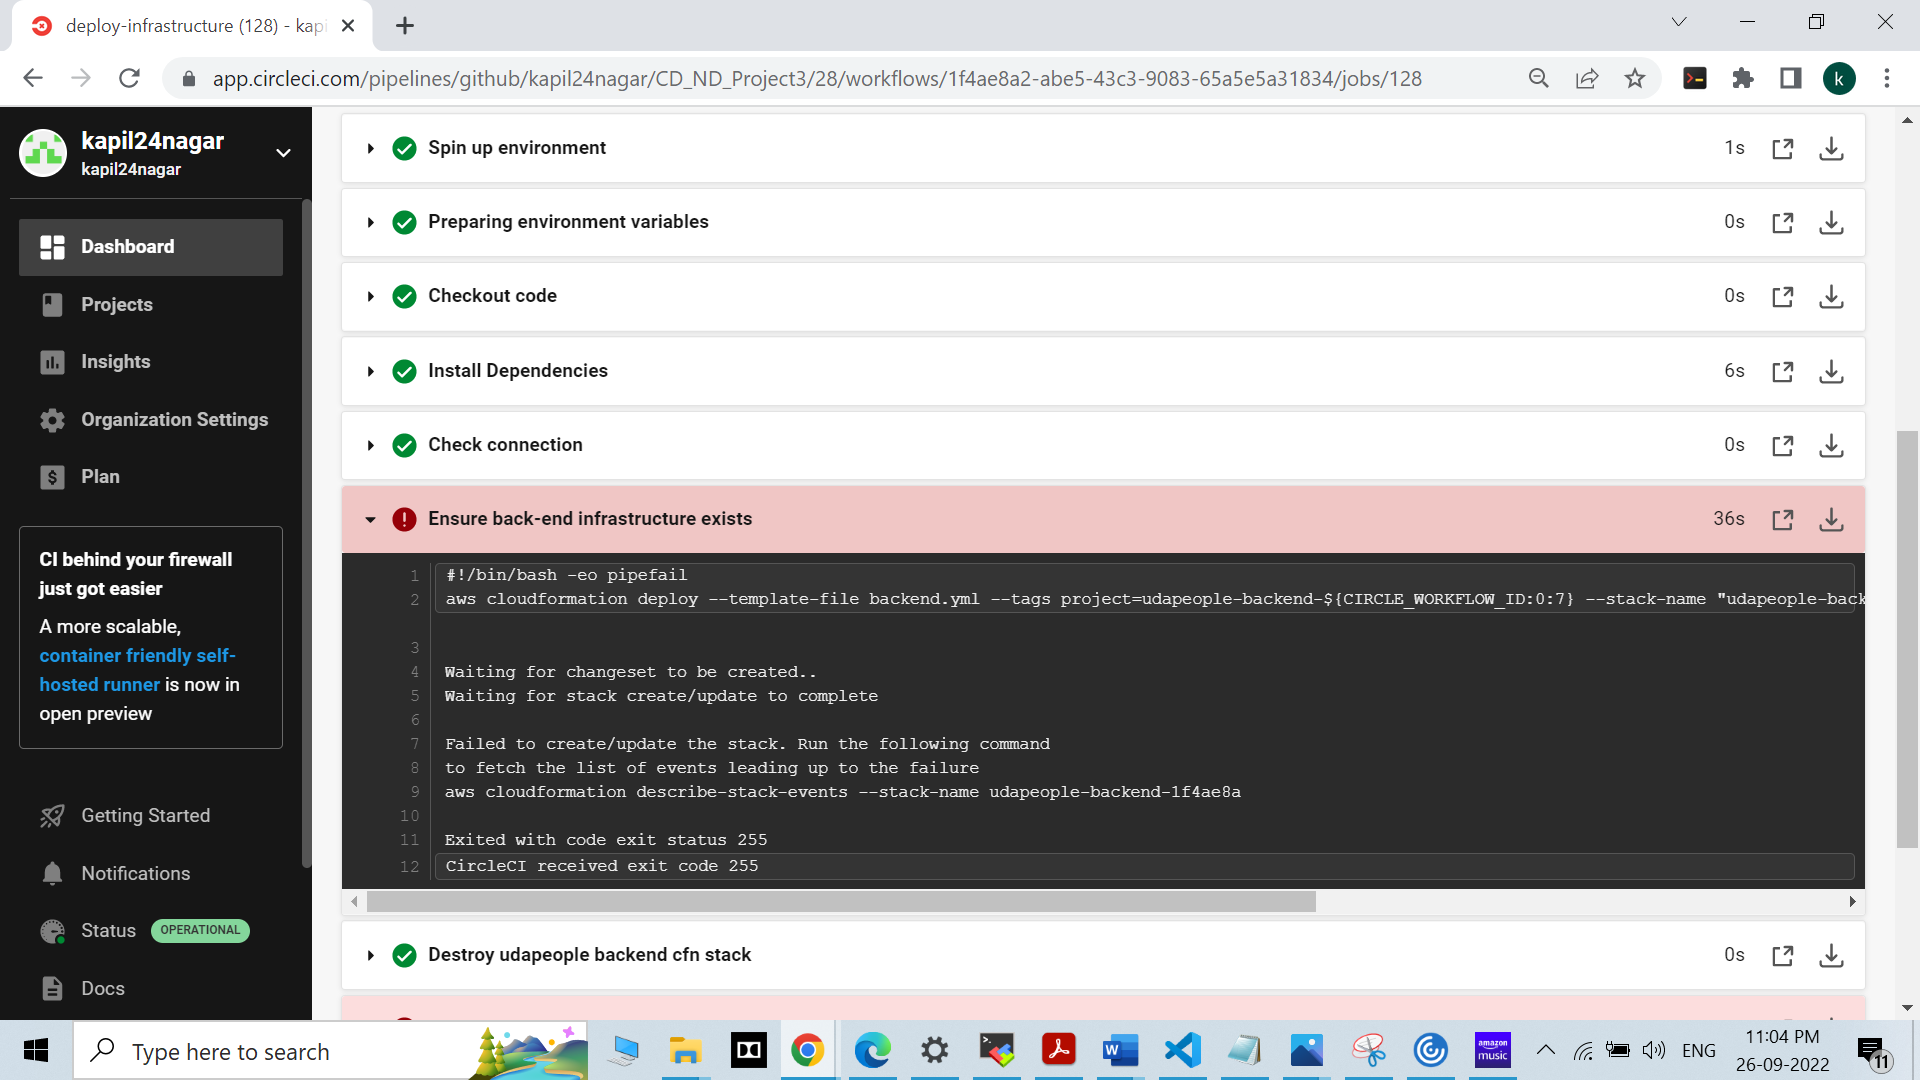 deploy-infrastructure (128) - kapi
app.circleci.com/pipelines/github/kapil24nagar/CD_ND_Project3/28/workflows/1f4ae8a2-abe5-43c3-9083-65a5e5a31834/jobs/128
k
kapil24nagar
kapil24nagar
Dashboard
Projects
Insights
Organization Settings
Plan
CI behind your firewall
just got easier
A more scalable,
container friendly self-
hosted runner is now in
open preview
Getting Started
Notifications
Status OPERATIONAL
Docs
Spin up environment 1s
Preparing environment variables 0s
Checkout code 0s
Install Dependencies 6s
Check connection 0s
Ensure back-end infrastructure exists 36s
1 #!/bin/bash -eo pipefail
2 aws cloudformation deploy --template-file backend.yml --tags project=udapeople-backend-${CIRCLE_WORKFLOW_ID:0:7} --stack-name "udapeople-back
3
4 Waiting for changeset to be created..
5 Waiting for stack create/update to complete
6
7 Failed to create/update the stack. Run the following command
8 to fetch the list of events leading up to the failure
9 aws cloudformation describe-stack-events --stack-name udapeople-backend-1f4ae8a
10
11 Exited with code exit status 255
12 CircleCI received exit code 255
Destroy udapeople backend cfn stack 0s
Type here to search
amazon
music
ENG
11:04 PM
26-09-2022
11